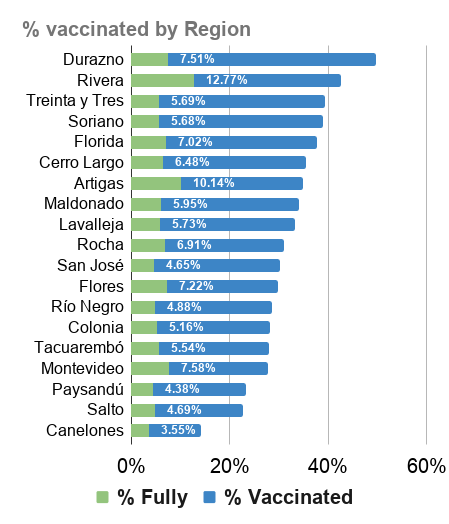 % vaccinated by Region
Durazno 7.51%
Rivera 12.77%
Treinta y Tres 5.69%
Soriano 5.68%
Florida 7.02%
Cerro Largo 6.48%
Artigas 10.14%
Maldonado 5.95%
Lavalleja 5.73%
Rocha 6.91%
San José 4.65%
Flores 7.22%
Río Negro 4.88%
Colonia 5.16%
Tacuarembó 5.54%
Montevideo 7.58%
Paysandú 4.38%
Salto 4.69%
Canelones 3.55%
0% 20% 40% 60%
% Fully % Vaccinated